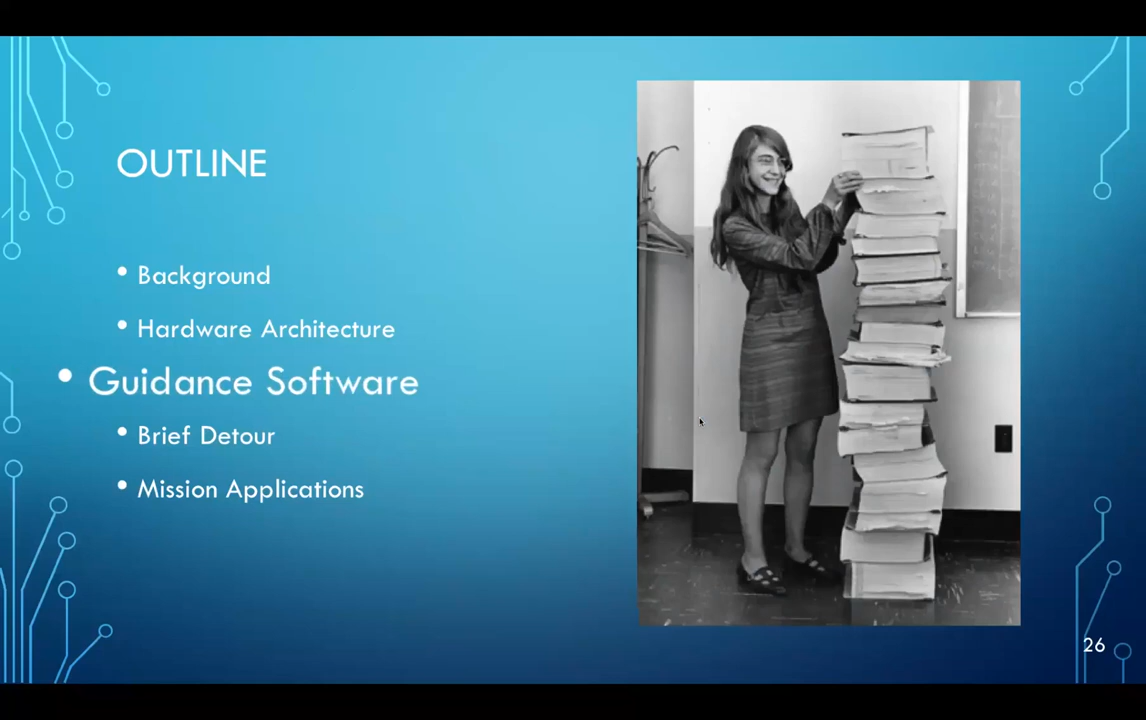 OUTLINE
• Background
• Hardware Architecture
• Guidance Software
• Brief Detour
• Mission Applications
26